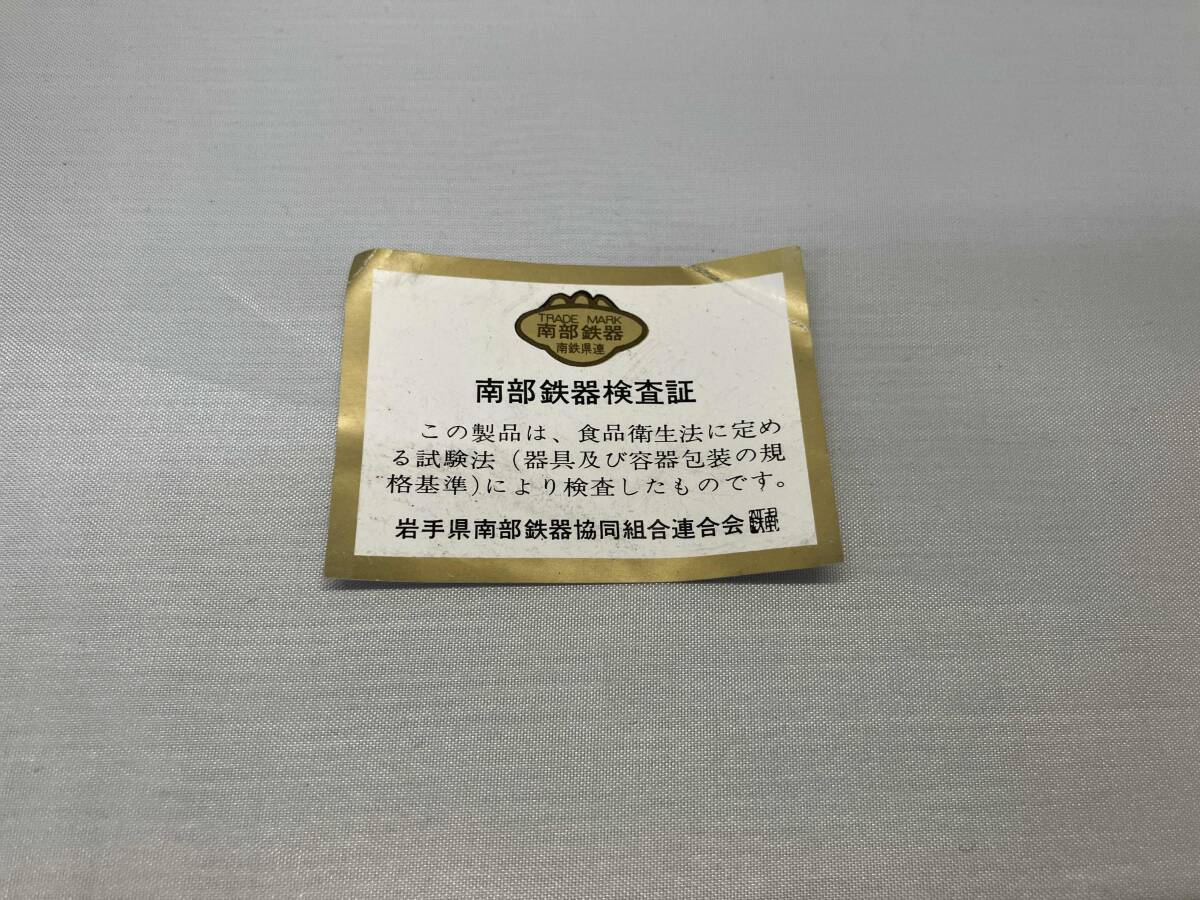 TRADE MARK
南部鉄器
南鉄県連
南部鉄器検査証
この製品は、食品衛生法に定め
る試験法（器具及び容器包装の規
格基準）により検査したものです。
岩手県南部鉄器協同組合連合会